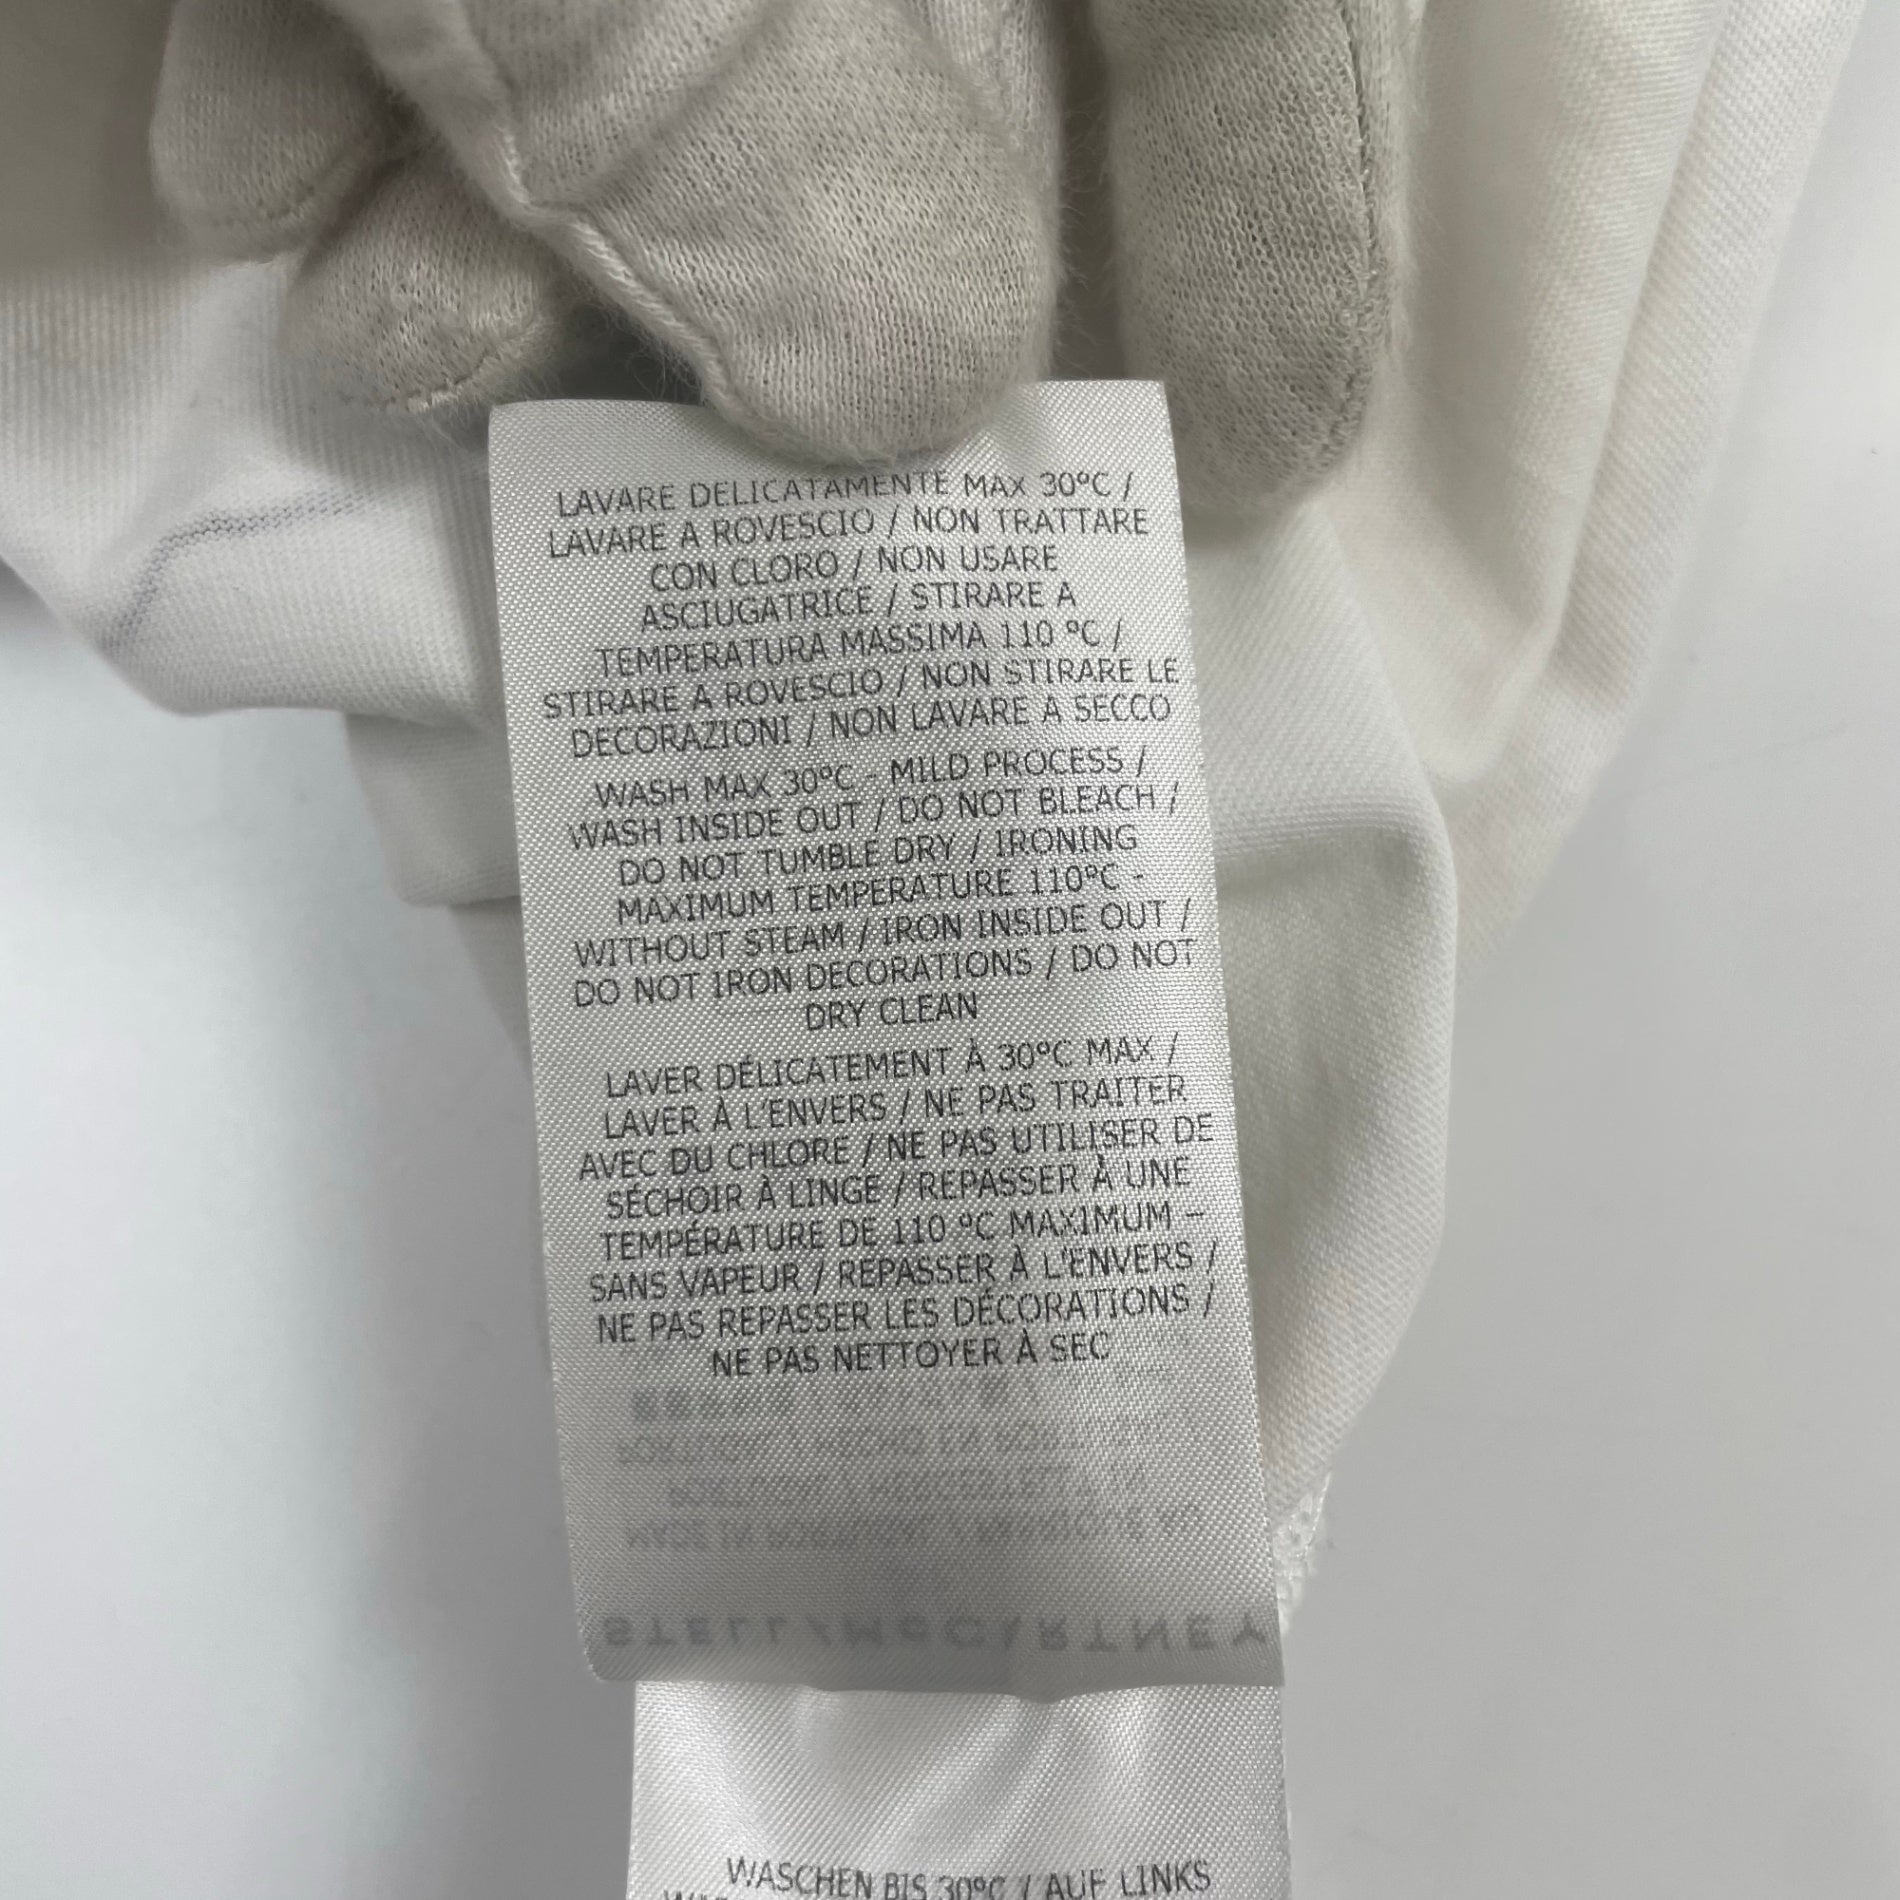 LAVARE DELICATAMENTE MAX 30°C /
LAVARE A ROVESCIO / NON TRATTARE
CON CLORO / NON USARE
ASCIUGATRICE / STIRARE A
TEMPERATURA MASSIMA 110 °C /
STIRARE A ROVESCIO / NON STIRARE LE
DECORAZIONI / NON LAVARE A SECCO
WASH MAX 30°C - MILD PROCESS /
WASH INSIDE OUT / DO NOT BLEACH /
DO NOT TUMBLE DRY / IRONING
MAXIMUM TEMPERATURE 110°C -
WITHOUT STEAM / IRON INSIDE OUT /
DO NOT IRON DECORATIONS / DO NOT
DRY CLEAN
LAVER DÉLICATEMENT À 30°C MAX /
LAVER À L'ENVERS / NE PAS TRAITER
AVEC DU CHLORE / NE PAS UTILISER DE
SÉCHOIR À LINGE / REPASSER À UNE
TEMPÉRATURE DE 110 °C MAXIMUM –
SANS VAPEUR / REPASSER À L'ENVERS /
NE PAS REPASSER LES DÉCORATIONS /
NE PAS NETTOYER À SEC
STELLA McCARTNEY
WASCHEN BIS 30°C / AUF LINKS